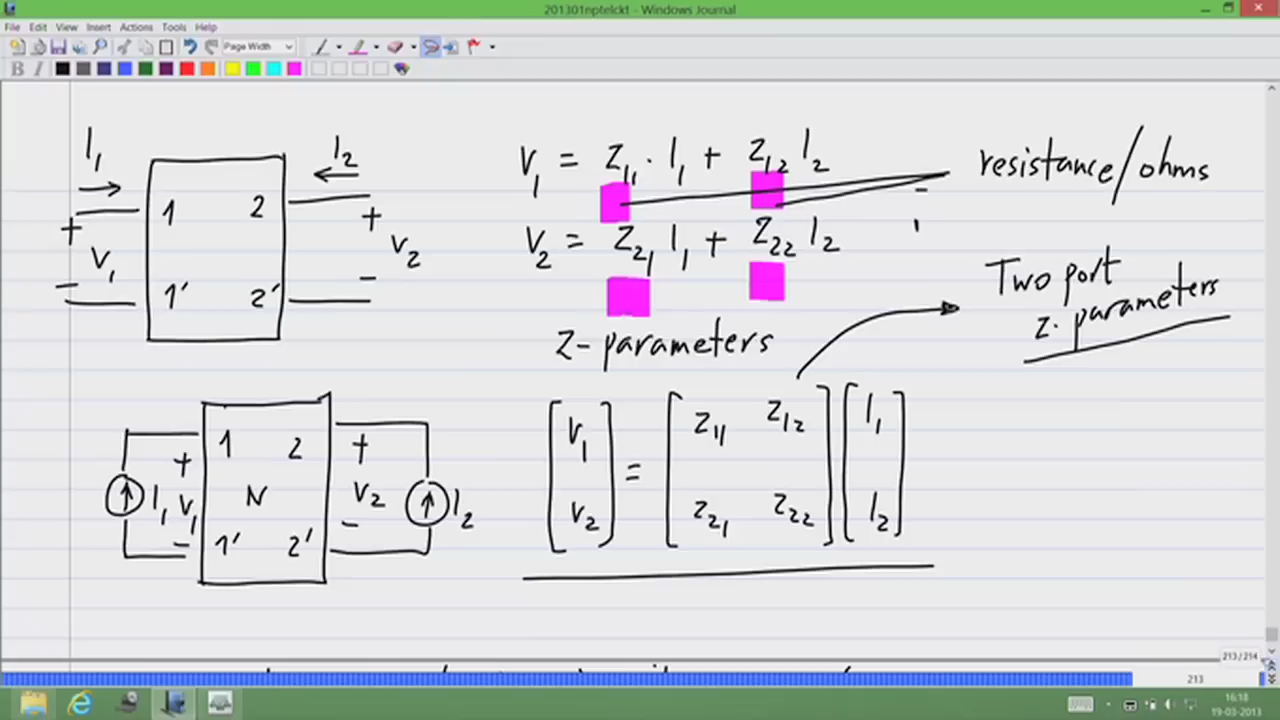 201301nptelckt - Windows Journal
File Edit View Insert Actions Tools Help
Page Width
B I
I1 I2
+ V1 - 1 2 1' 2' + V2 -
V1 = Z11 . I1 + Z12 I2
V2 = Z21 I1 + Z22 I2
resistance/ohms
Two port
z-parameters
Z-parameters
I1 + V1 - 1 2 N 1' 2' + V2 - I2
[V1 V2] = [Z11 Z12 Z21 Z22] [I1 I2]
213 / 214
213
16:18
19-03-2013